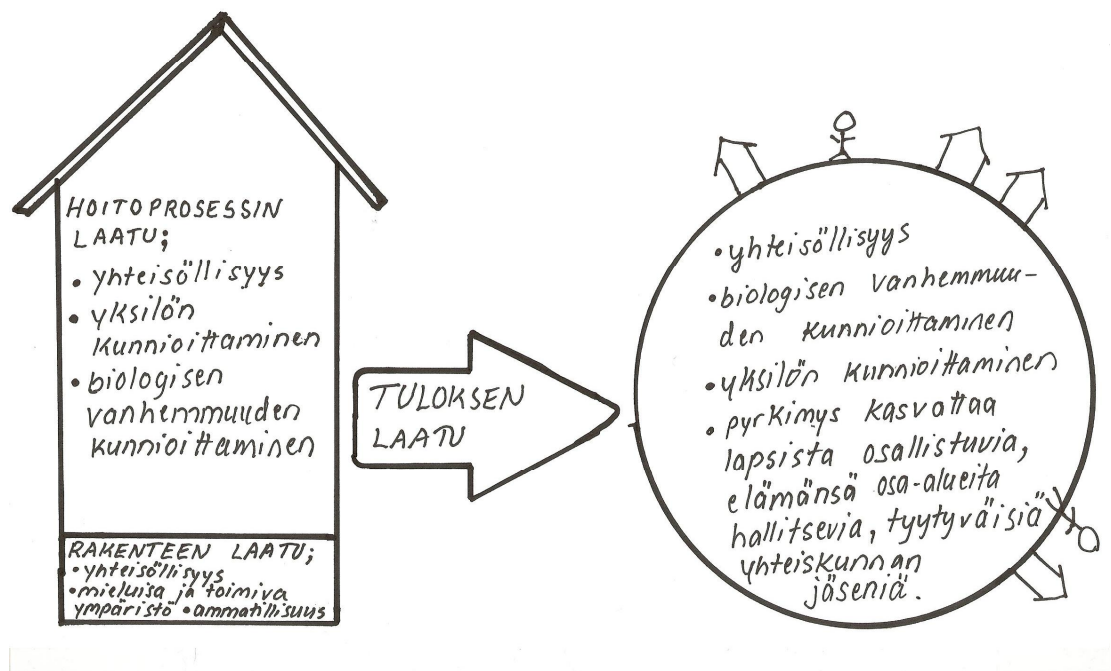 HOITOPROSESSIN
LAATU;
• yhteisöllisyys
• yksilön
kunnioittaminen
• biologisen
vanhemmuuden
kunnioittaminen
RAKENTEEN LAATU;
• yhteisöllisyys
• mieluisa ja toimiva
ympäristö • ammatillisuus
TULOKSEN
LAATU
• yhteisöllisyys
• biologisen vanhemmuu-
den kunnioittaminen
• yksilön kunnioittaminen
• pyrkimys kasvattaa
lapsista osallistuvia,
elämänsä osa-alueita
hallitsevia, tyytyväisiä
yhteiskunnan
jäseniä.